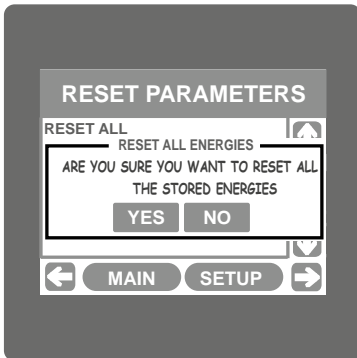 RESET PARAMETERS
RESET ALL
RESET ALL ENERGIES
ARE YOU SURE YOU WANT TO RESET ALL
THE STORED ENERGIES
YES NO
MAIN SETUP